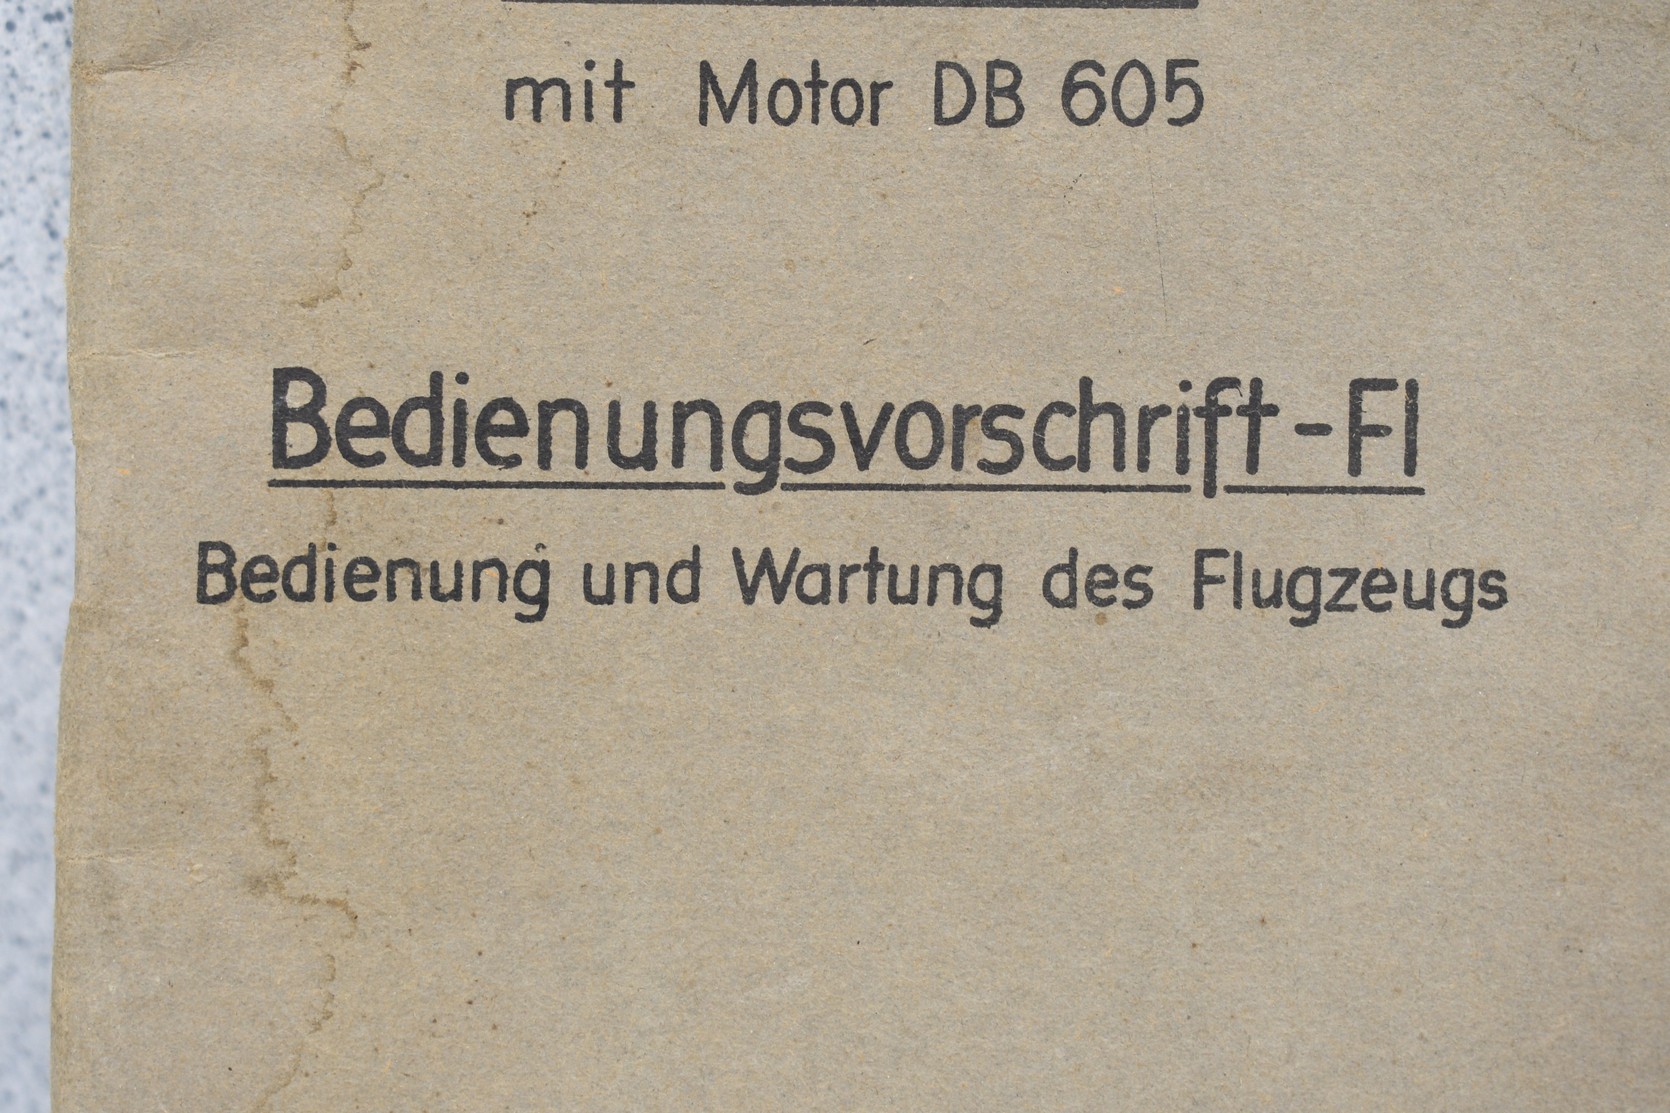 mit Motor DB 605
Bedienungsvorschrift-Fl
Bedienung und Wartung des Flugzeugs